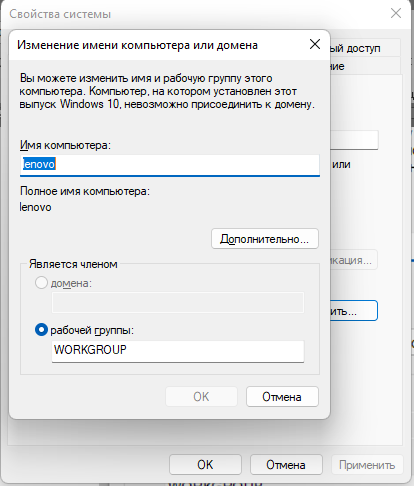 Свойства системы
Изменение имени компьютера или домена
ый доступ
ние
Вы можете изменить имя и рабочую группу этого
компьютера. Компьютер, на котором установлен этот
выпуск Windows 10, невозможно присоединить к домену.
Имя компьютера:
lenovo
или
Полное имя компьютера:
lenovo
Дополнительно...
Является членом
икация...
домена:
ить...
рабочей группы:
WORKGROUP
OK
Отмена
OK
Отмена
Применить